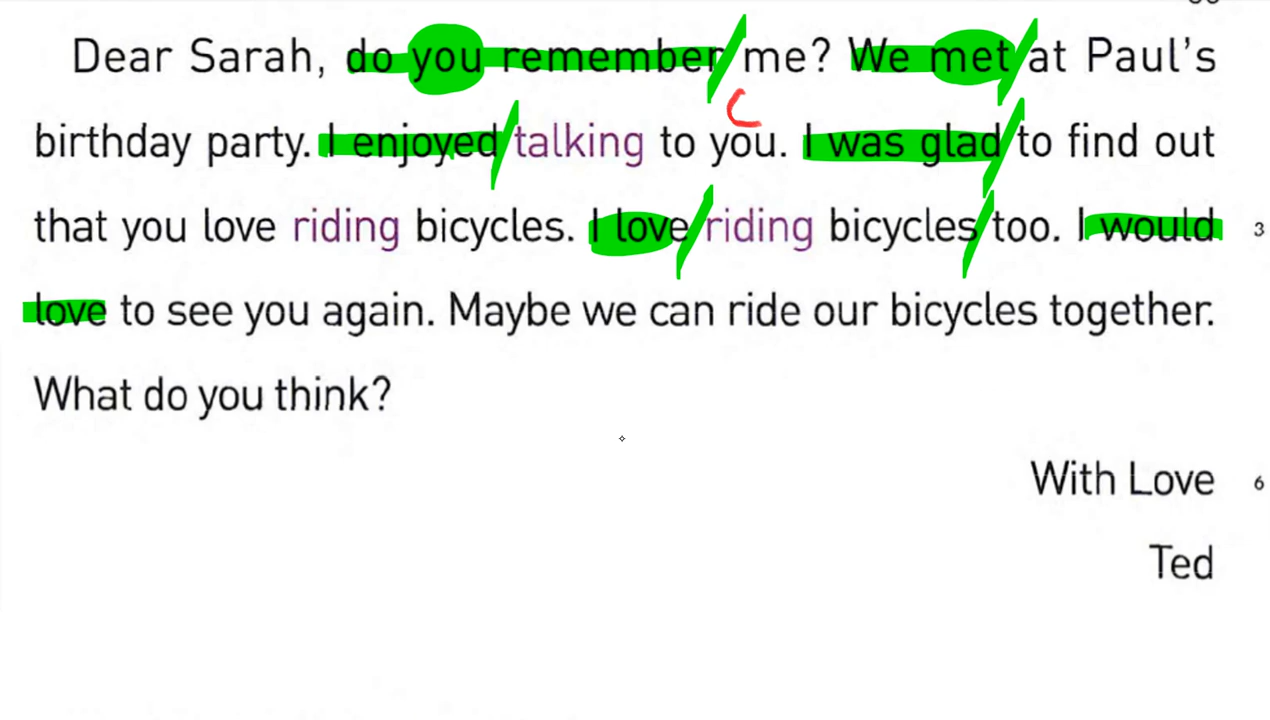 Dear Sarah, do you remember me? We met at Paul's
birthday party. I enjoyed talking to you. I was glad to find out
that you love riding bicycles. I love riding bicycles too. I would 3
love to see you again. Maybe we can ride our bicycles together.
What do you think?
With Love 6
Ted